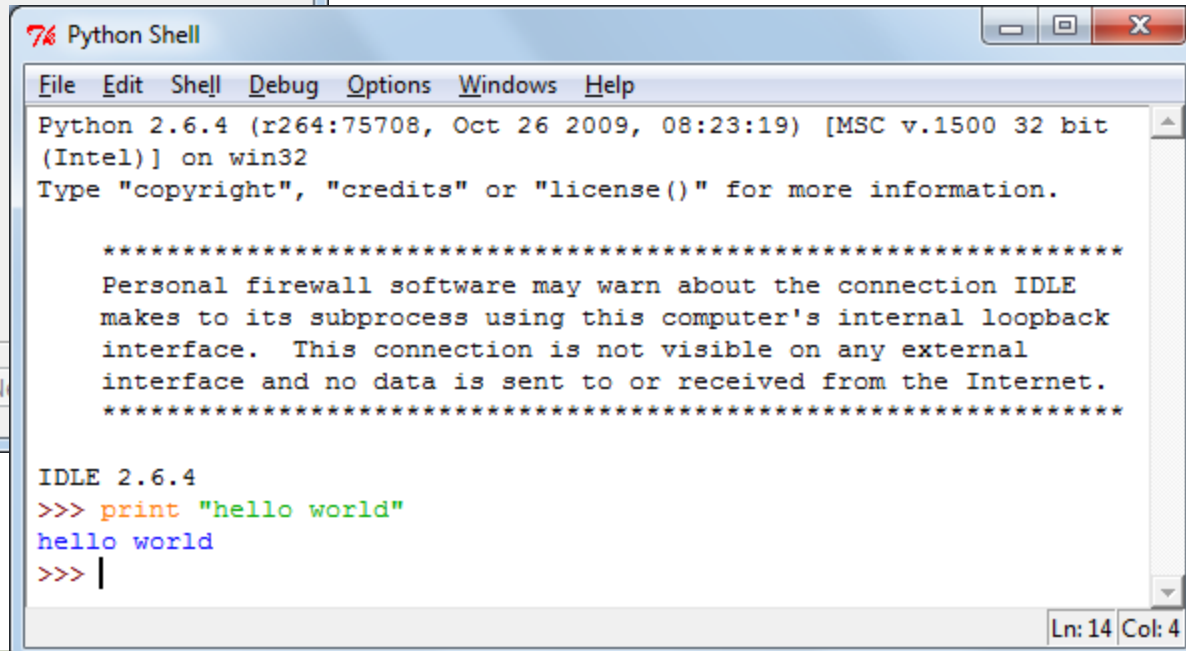 Python Shell
File Edit Shell Debug Options Windows Help
Python 2.6.4 (r264:75708, Oct 26 2009, 08:23:19) [MSC v.1500 32 bit
(Intel)] on win32
Type "copyright", "credits" or "license()" for more information.
****************************************************************
Personal firewall software may warn about the connection IDLE
makes to its subprocess using this computer's internal loopback
interface.  This connection is not visible on any external
interface and no data is sent to or received from the Internet.
****************************************************************
IDLE 2.6.4
>>> print "hello world"
hello world
>>>
Ln: 14 Col: 4